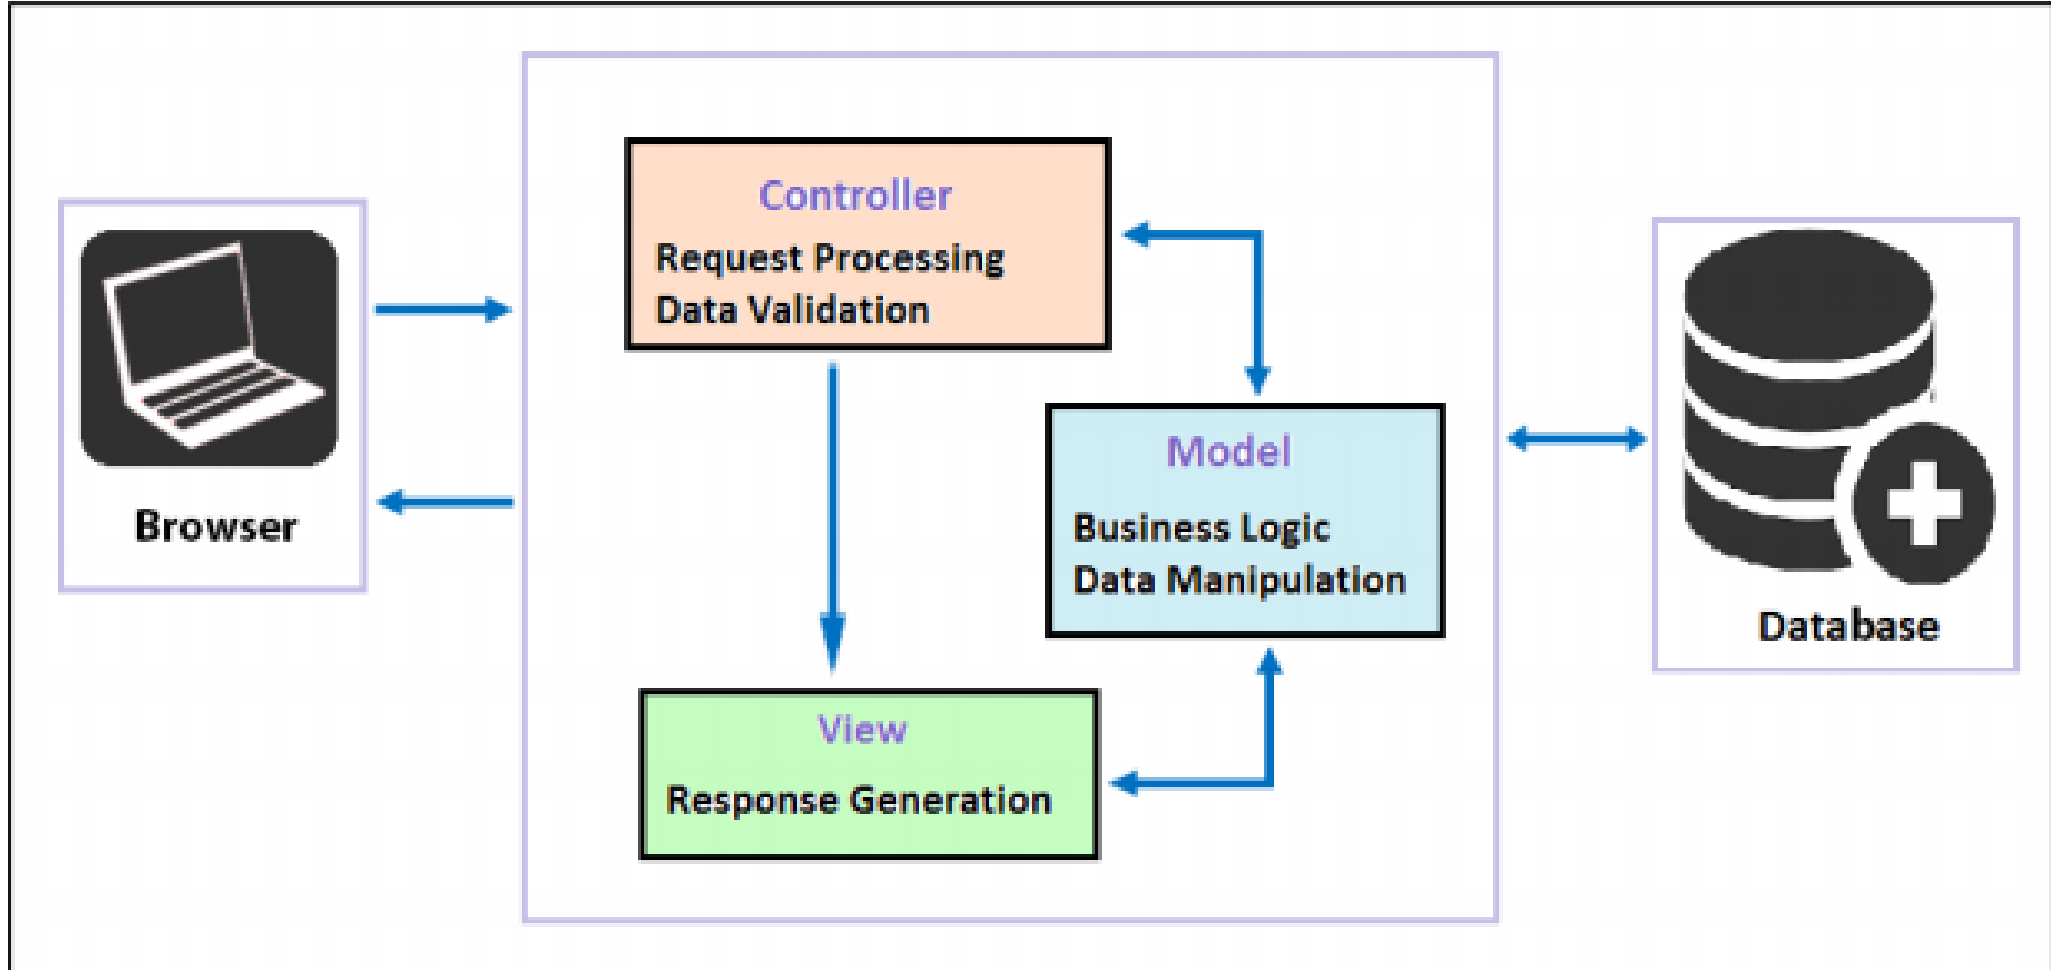 Browser
Controller
Request Processing
Data Validation
Model
Business Logic
Data Manipulation
View
Response Generation
Database